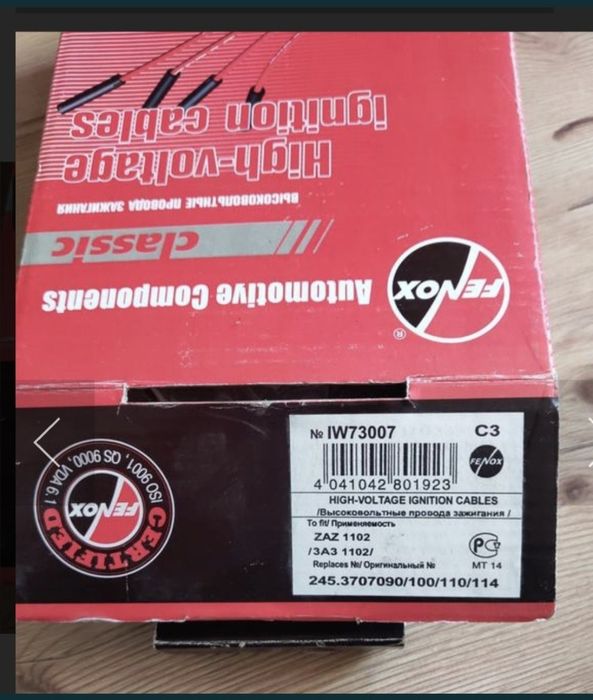 High-voltage
ignition cables
ВЫСОКОВОЛЬТНЫЕ ПРОВОДА ЗАЖИГАНИЯ
classic
Automotive Components
FENOX
®
№ IW73007 C3
FENOX
4 041042 801923
HIGH-VOLTAGE IGNITION CABLES
/Высоковольтные провода зажигания /
To fit/ Применяемость
ZAZ 1102
/ЗАЗ 1102/
Replaces №/ Оригинальный №
МТ 14
245.3707090/100/110/114
ISO 9001, QS 9000, VDA 6.1
FENOX
CERTIFIED